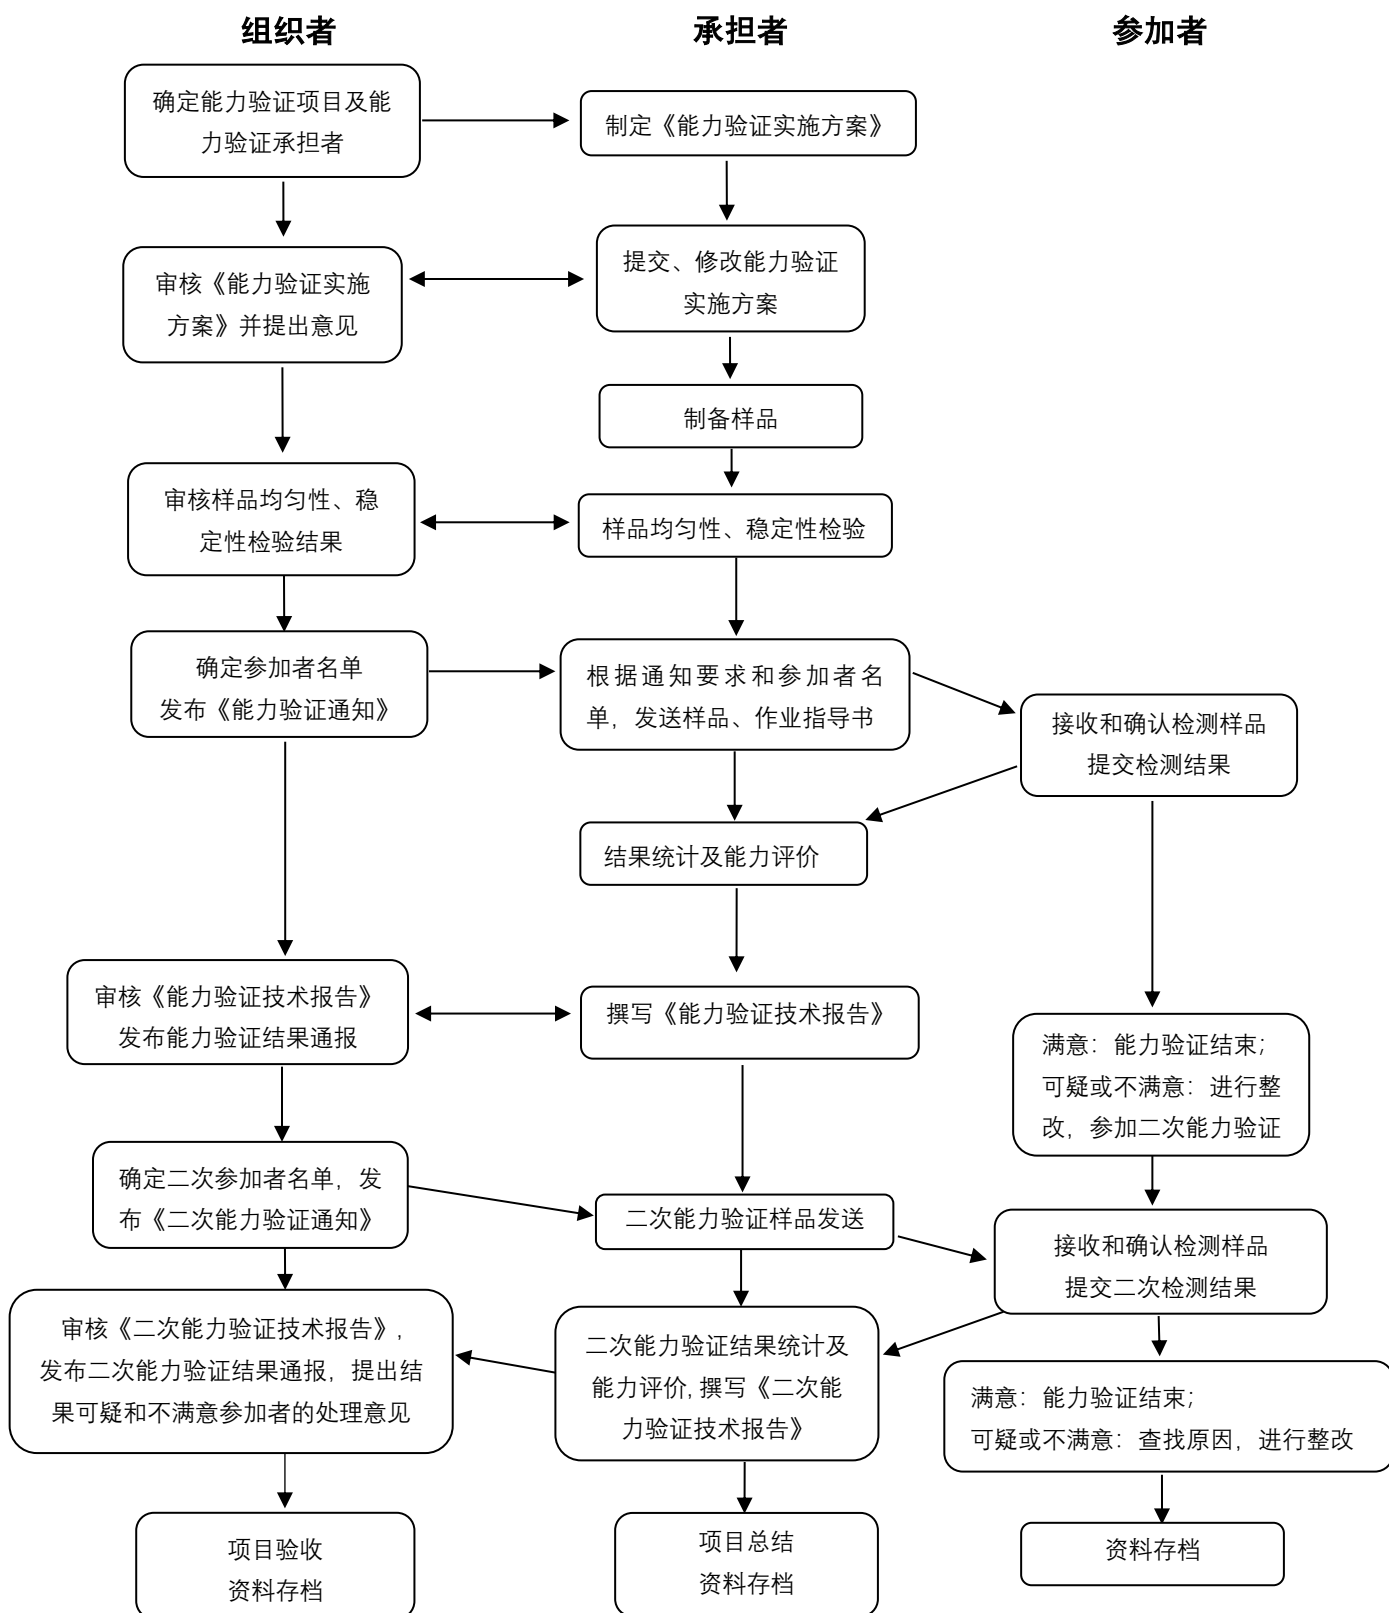 组织者
承担者
参加者
确定能力验证项目及能
力验证承担者
制定《能力验证实施方案》
审核《能力验证实施
方案》并提出意见
提交、修改能力验证
实施方案
制备样品
审核样品均匀性、稳
定性检验结果
样品均匀性、稳定性检验
确定参加者名单
发布《能力验证通知》
根据通知要求和参加者名
单，发送样品、作业指导书
接收和确认检测样品
提交检测结果
结果统计及能力评价
审核《能力验证技术报告》
发布能力验证结果通报
撰写《能力验证技术报告》
满意：能力验证结束；
可疑或不满意：进行整
改，参加二次能力验证
确定二次参加者名单，发
布《二次能力验证通知》
二次能力验证样品发送
接收和确认检测样品
提交二次检测结果
审核《二次能力验证技术报告》，
发布二次能力验证结果通报，提出结
果可疑和不满意参加者的处理意见
二次能力验证结果统计及
能力评价,撰写《二次能
力验证技术报告》
满意：能力验证结束；
可疑或不满意：查找原因，进行整改
项目验收
资料存档
项目总结
资料存档
资料存档